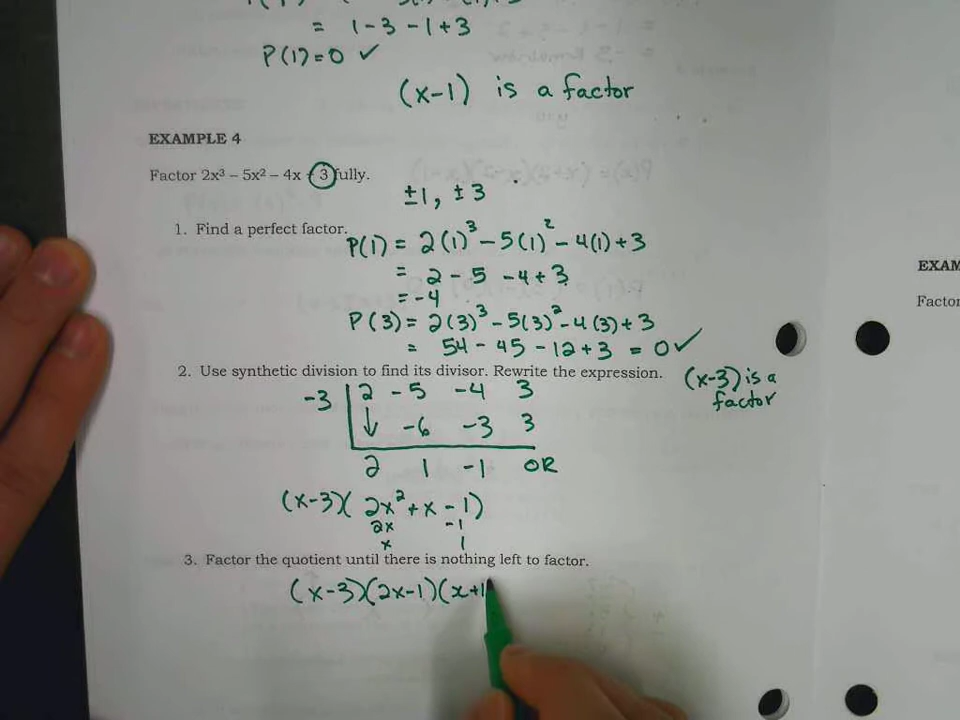 = 1-3-1+3
P(1)=0 ✓
(x-1) is a factor
EXAMPLE 4
Factor 2x³ – 5x² – 4x + 3 fully.
±1, ±3
1. Find a perfect factor.
P(1) = 2(1)³-5(1)²-4(1)+3
= 2-5-4+3
=-4
P(3)= 2(3)³-5(3)²-4(3)+3
= 54-45-12+3 = 0 ✓
2. Use synthetic division to find its divisor. Rewrite the expression.
(x-3) is a
factor
-3 | 2 -5 -4 3
↓ -6 -3 3
2 1 -1 OR
(x-3)(2x²+x-1)
2x -1
x 1
3. Factor the quotient until there is nothing left to factor.
(x-3)(2x-1)(x+1
EXAM
Factor